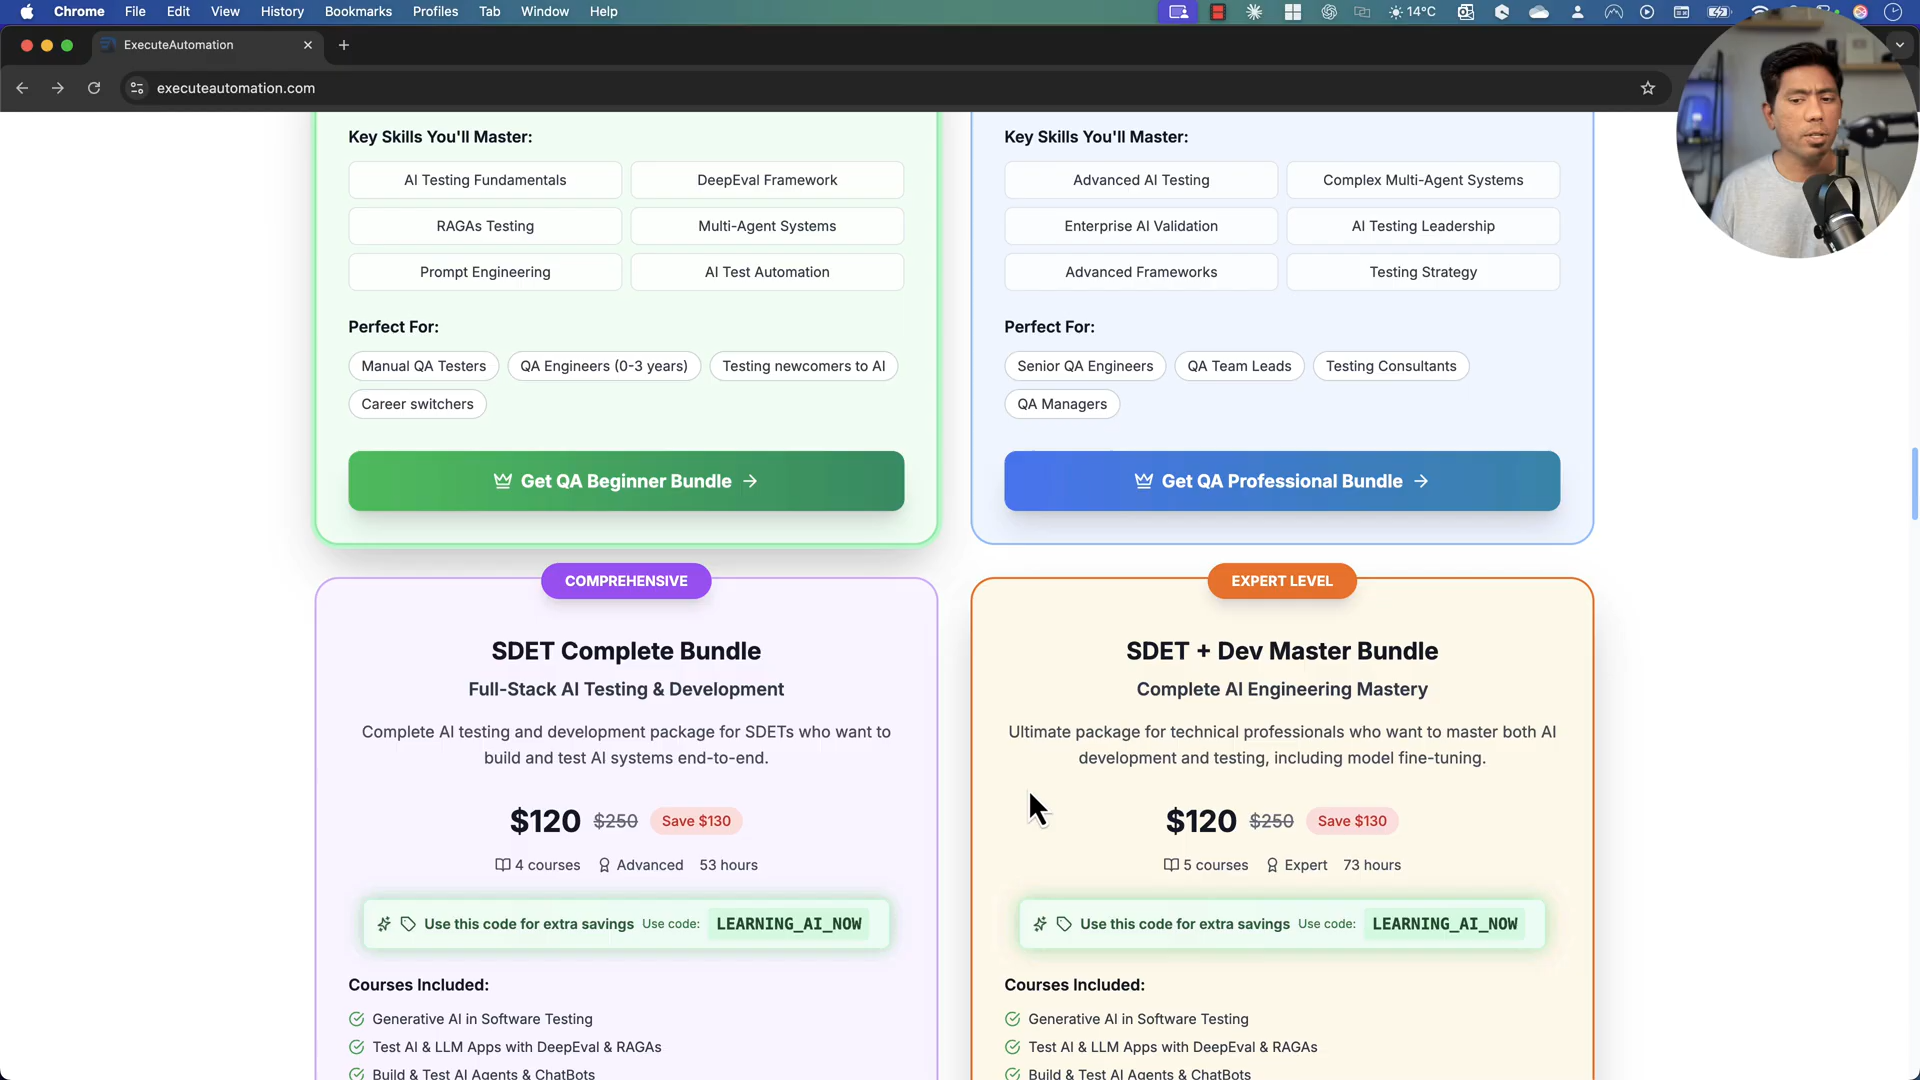 Chrome File Edit View History Bookmarks Profiles Tab Window Help 14°C
ExecuteAutomation
executeautomation.com
Key Skills You'll Master:
AI Testing Fundamentals DeepEval Framework
RAGAs Testing Multi-Agent Systems
Prompt Engineering AI Test Automation
Perfect For:
Manual QA Testers QA Engineers (0-3 years) Testing newcomers to AI
Career switchers
Get QA Beginner Bundle →
Key Skills You'll Master:
Advanced AI Testing Complex Multi-Agent Systems
Enterprise AI Validation AI Testing Leadership
Advanced Frameworks Testing Strategy
Perfect For:
Senior QA Engineers QA Team Leads Testing Consultants
QA Managers
Get QA Professional Bundle →
COMPREHENSIVE
SDET Complete Bundle
Full-Stack AI Testing & Development
Complete AI testing and development package for SDETs who want to
build and test AI systems end-to-end.
$120 $250 Save $130
4 courses Advanced 53 hours
Use this code for extra savings Use code: LEARNING_AI_NOW
Courses Included:
Generative AI in Software Testing
Test AI & LLM Apps with DeepEval & RAGAs
Build & Test AI Agents & ChatBots
EXPERT LEVEL
SDET + Dev Master Bundle
Complete AI Engineering Mastery
Ultimate package for technical professionals who want to master both AI
development and testing, including model fine-tuning.
$120 $250 Save $130
5 courses Expert 73 hours
Use this code for extra savings Use code: LEARNING_AI_NOW
Courses Included:
Generative AI in Software Testing
Test AI & LLM Apps with DeepEval & RAGAs
Build & Test AI Agents & ChatBots